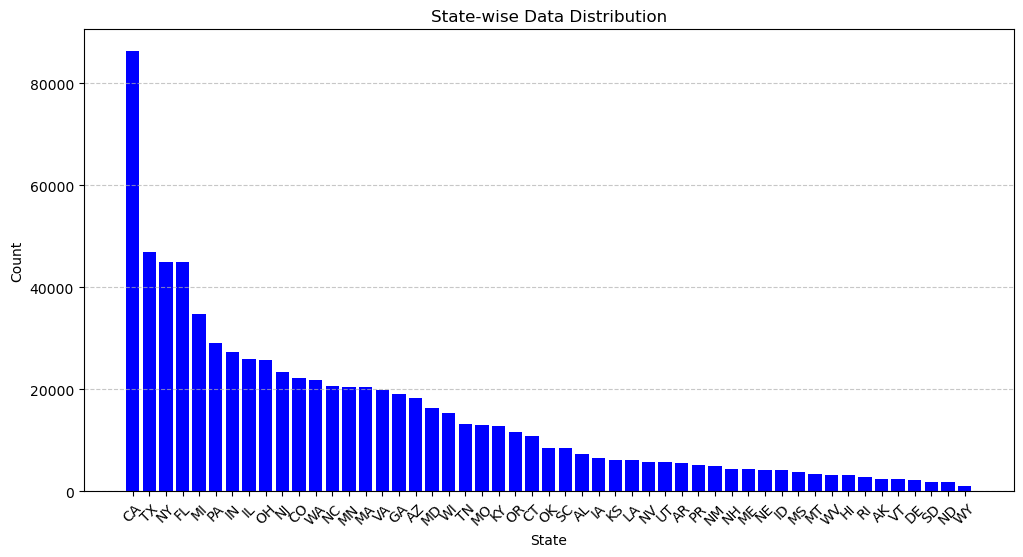 State-wise Data Distribution
Count
80000
60000
40000
20000
0
CA TX NY FL MI PA IN IL OH NJ CO WA NC MN MA VA GA AZ MD WI TN MO KY OR CT OK SC AL IA KS LA NV UT AR PR NM NH ME NE ID MS MT WV HI RI AK VT DE SD ND WY
State